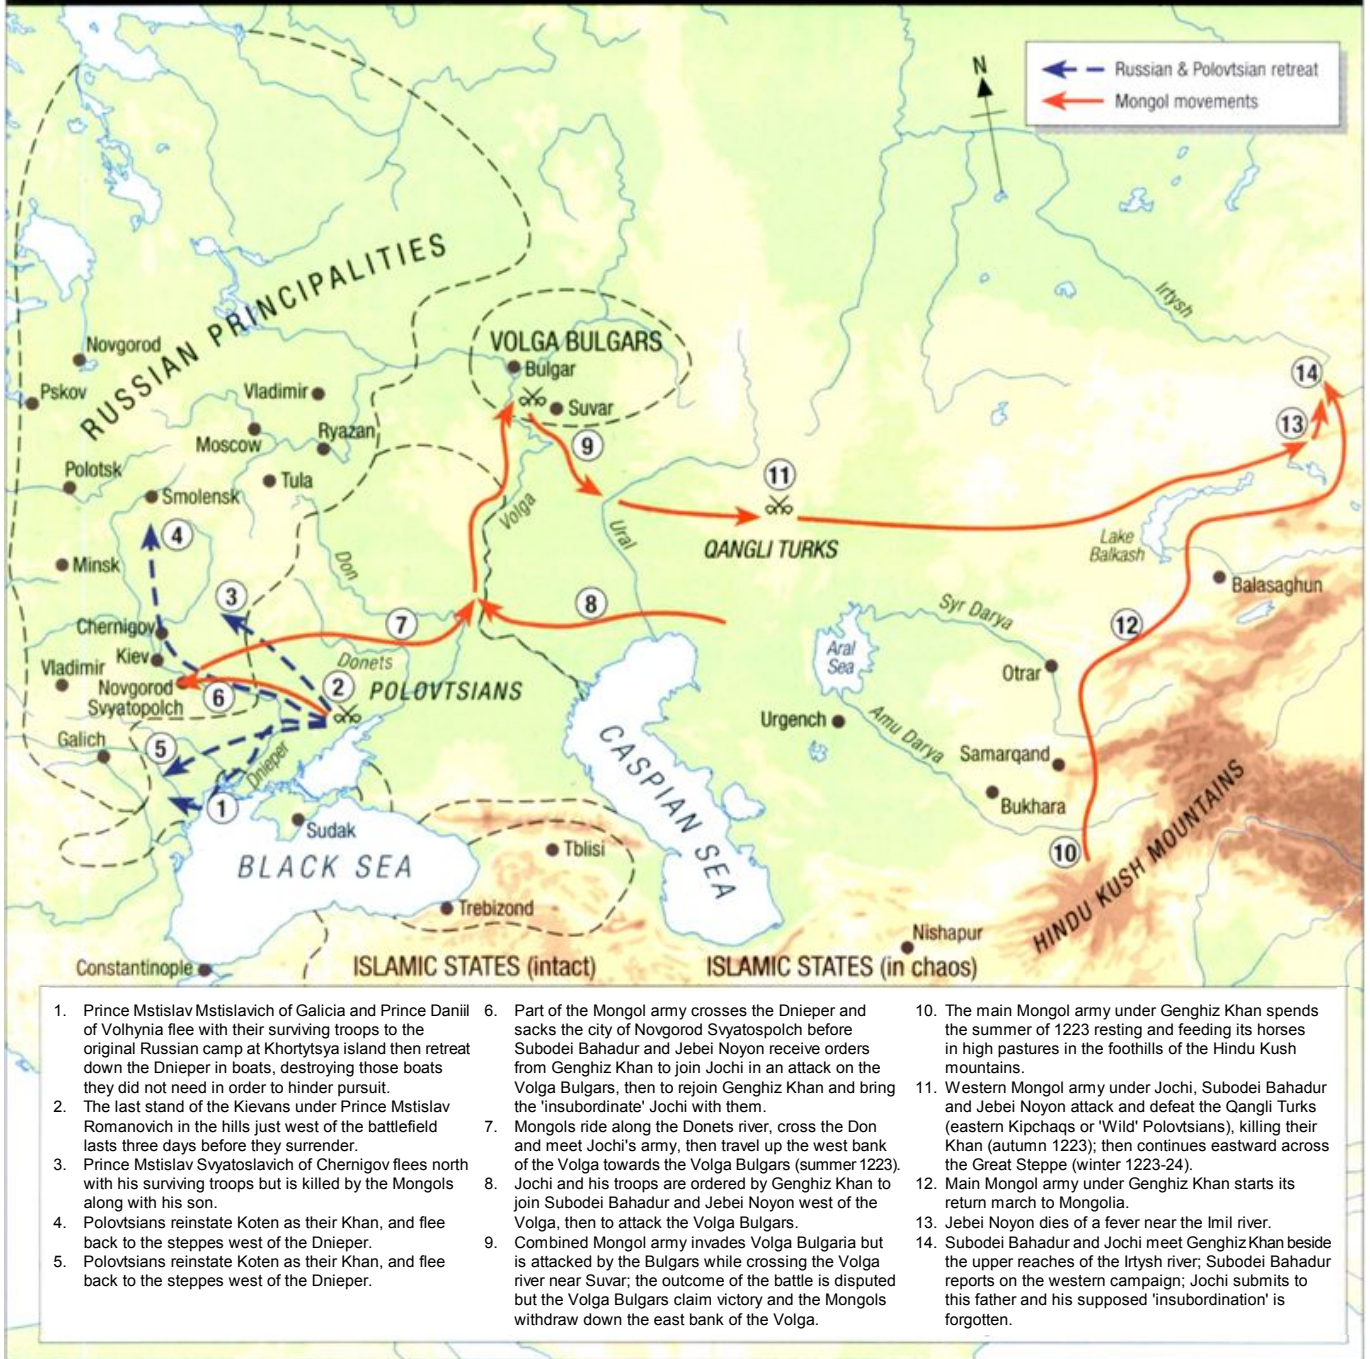 N
Russian & Polovtsian retreat
Mongol movements
RUSSIAN PRINCIPALITIES
Irtysh
Novgorod
VOLGA BULGARS
Bulgar
14
Pskov
Vladimir
Suvar
13
Moscow
Ryazan
9
Polotsk
Smolensk
Tula
11
4
Volga
Ural
QANGLI TURKS
Lake
Balkash
Minsk
Don
Balasaghun
3
8
Syr Darya
7
12
Chernigov
Kiev
Donets
Aral
Sea
Otrar
Vladimir
Novgorod
Svyatopolch
6
2
POLOVTSIANS
Urgench
Amu Darya
Galich
5
Dnieper
Samarqand
CASPIAN SEA
1
Sudak
Bukhara
BLACK SEA
Tblisi
10
HINDU KUSH MOUNTAINS
Trebizond
Nishapur
Constantinople
ISLAMIC STATES (intact)
ISLAMIC STATES (in chaos)
1. Prince Mstislav Mstislavich of Galicia and Prince Daniil
of Volhynia flee with their surviving troops to the
original Russian camp at Khortytsya island then retreat
down the Dnieper in boats, destroying those boats
they did not need in order to hinder pursuit.
2. The last stand of the Kievans under Prince Mstislav
Romanovich in the hills just west of the battlefield
lasts three days before they surrender.
3. Prince Mstislav Svyatoslavich of Chernigov flees north
with his surviving troops but is killed by the Mongols
along with his son.
4. Polovtsians reinstate Koten as their Khan, and flee
back to the steppes west of the Dnieper.
5. Polovtsians reinstate Koten as their Khan, and flee
back to the steppes west of the Dnieper.
6. Part of the Mongol army crosses the Dnieper and
sacks the city of Novgorod Svyatospolch before
Subodei Bahadur and Jebei Noyon receive orders
from Genghiz Khan to join Jochi in an attack on the
Volga Bulgars, then to rejoin Genghiz Khan and bring
the 'insubordinate' Jochi with them.
7. Mongols ride along the Donets river, cross the Don
and meet Jochi's army, then travel up the west bank
of the Volga towards the Volga Bulgars (summer 1223).
8. Jochi and his troops are ordered by Genghiz Khan to
join Subodei Bahadur and Jebei Noyon west of the
Volga, then to attack the Volga Bulgars.
9. Combined Mongol army invades Volga Bulgaria but
is attacked by the Bulgars while crossing the Volga
river near Suvar; the outcome of the battle is disputed
but the Volga Bulgars claim victory and the Mongols
withdraw down the east bank of the Volga.
10. The main Mongol army under Genghiz Khan spends
the summer of 1223 resting and feeding its horses
in high pastures in the foothills of the Hindu Kush
mountains.
11. Western Mongol army under Jochi, Subodei Bahadur
and Jebei Noyon attack and defeat the Qangli Turks
(eastern Kipchaqs or 'Wild' Polovtsians), killing their
Khan (autumn 1223); then continues eastward across
the Great Steppe (winter 1223-24).
12. Main Mongol army under Genghiz Khan starts its
return march to Mongolia.
13. Jebei Noyon dies of a fever near the Imil river.
14. Subodei Bahadur and Jochi meet Genghiz Khan beside
the upper reaches of the Irtysh river; Subodei Bahadur
reports on the western campaign; Jochi submits to
this father and his supposed 'insubordination' is
forgotten.